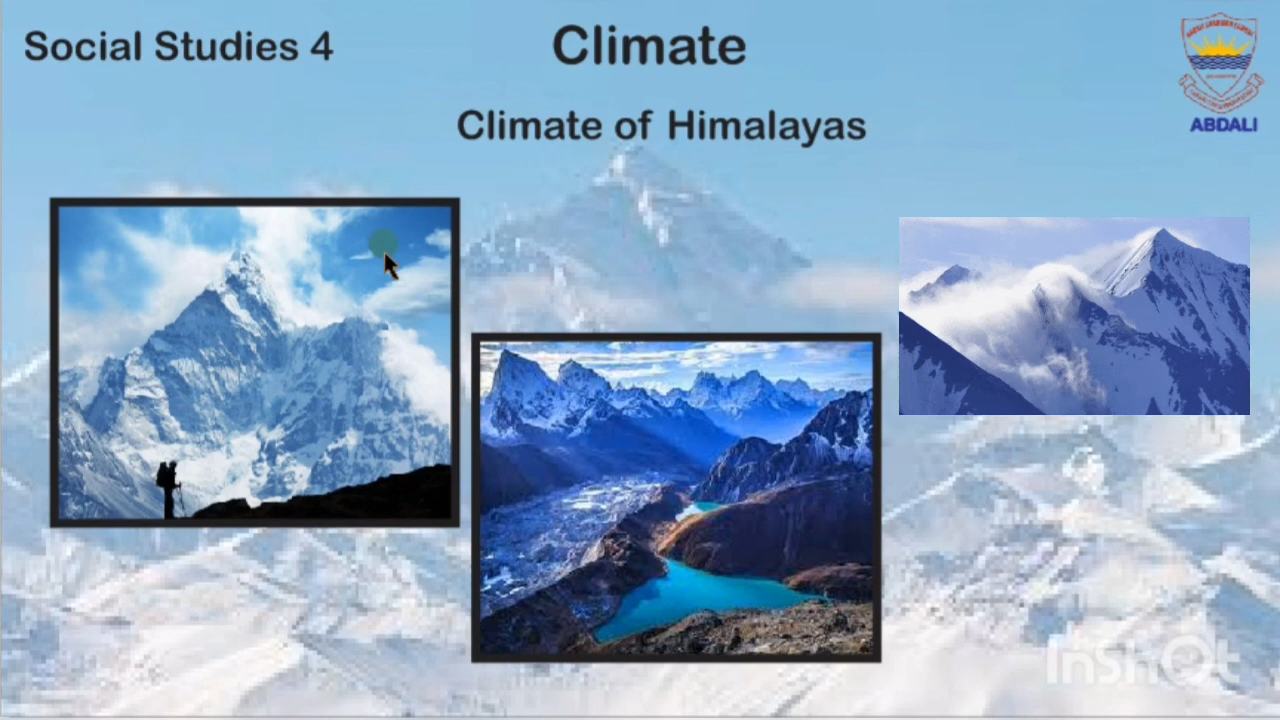 Social Studies 4
Climate
Climate of Himalayas
ABDALI
InShOt